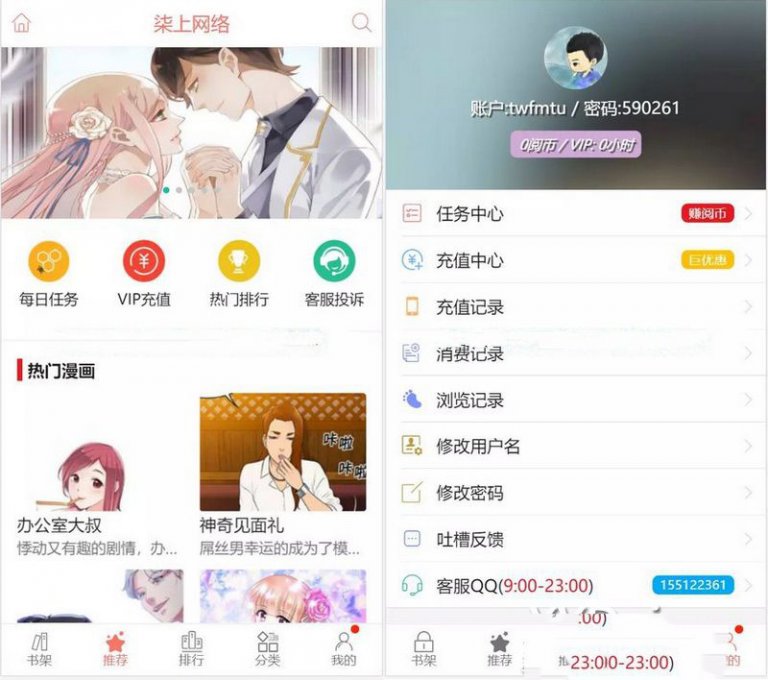 柒上网络
每日任务 VIP充值 热门排行 客服投诉
热门漫画
咔啦
咔啦
办公室大叔 神奇见面礼
悸动又有趣的剧情，办... 屌丝男幸运的成为了模...
书架 推荐 排行 分类 我的
账户:twfmtu / 密码:590261
0阅币 / VIP: 0小时
任务中心 赚阅币
充值中心 巨优惠
充值记录
消费记录
浏览记录
修改用户名
修改密码
吐槽反馈
客服QQ(9:00-23:00) 155122361
:00)
书架 推荐 的
23:00-23:00)